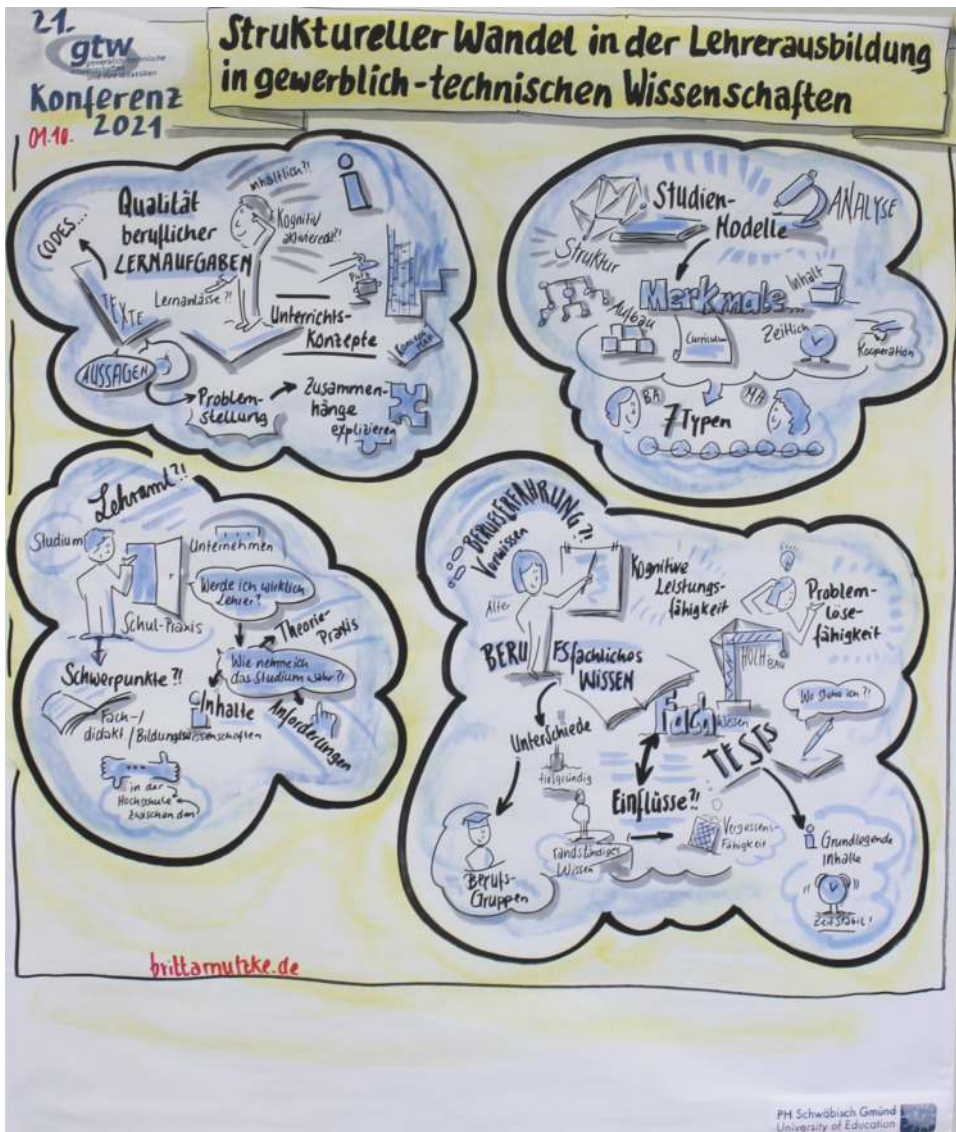 21.
gtw
Konferenz
2021
01.10.
Struktureller Wandel in der Lehrerausbildung
in gewerblich-technischen Wissenschaften
Qualität
beruflicher
LERNAUFGABEN
inhaltlich?!
Kognitiv
aktivierend?!
CODES...
TEXTE
Lernanlässe?!
Unterrichts-
Konzepte
AUSSAGEN
Problem-
stellung
Zusammen-
hänge
explizieren
Studien-
Modelle
ANALYSE
Struktur
Merkmale...
Inhalt
Aufbau
Curriculum
Zeitlich
Kooperation
BA
MA
7 Typen
Lehramt?!
Studium
Unternehmen
Werde ich wirklich
Lehrer?
Schul-Praxis
Theorie-
Praxis
Schwerpunkte?!
Wie nehme ich
das Studium wahr?!
Inhalte
Anforderungen
Fach-/
didakt/Bildungswissenschaften
in der
Hochschule
zwischen den
BERUFSERFAHRUNG?!
Vorwissen
Alter
Kognitive
Leistungs-
fähigkeit
Problem-
löse-
fähigkeit
BERUFSfachliches
WISSEN
HOCHBAU
Fach
wissen
Wo stehe ich?!
TESTS
Unterschiede
tiefgründig
Einflüsse?!
randständiges
Wissen
Vergessens-
Fähigkeit
Berufs-
Gruppen
Grundlegende
Inhalte
Zeitstabil!
brittamutzke.de
PH Schwäbisch Gmünd
University of Education